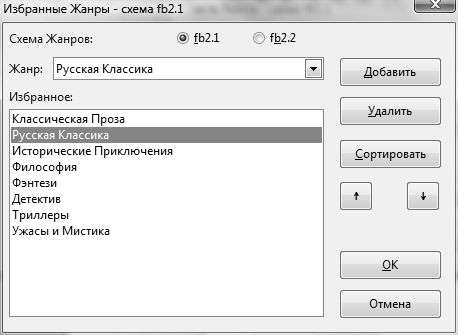 Избранные Жанры - схема fb2.1
Схема Жанров: fb2.1 fb2.2
Жанр: Русская Классика
Добавить
Избранное:
Классическая Проза
Русская Классика
Исторические Приключения
Философия
Фэнтези
Детектив
Триллеры
Ужасы и Мистика
Удалить
Сортировать
OK
Отмена